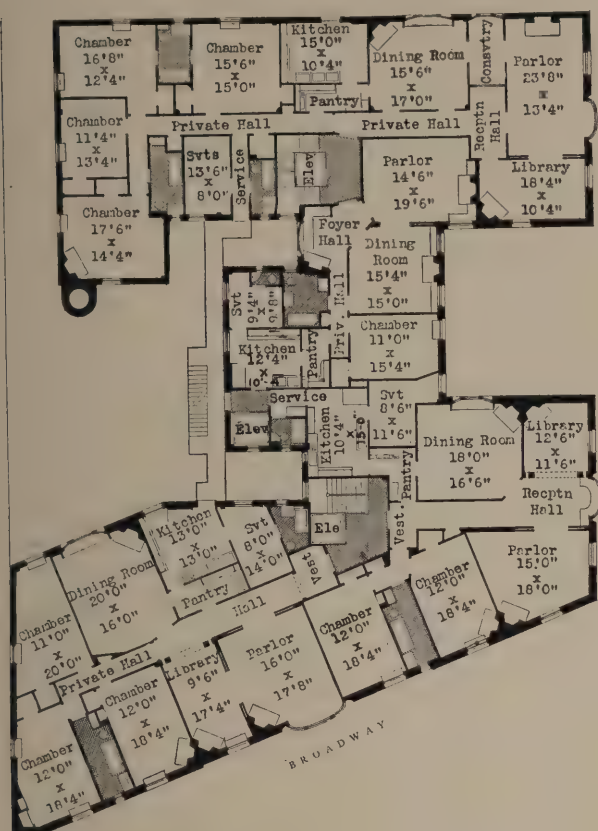 Chamber
16'8"
x
12'4"
Chamber
15'6"
x
15'0"
Kitchen
15'0"
x
10'4"
Pantry
Dining Room
15'6"
x
17'0"
Consvtry
Parlor
23'8"
x
13'4"
Private Hall
Private Hall
Recptn
Hall
Chamber
11'4"
x
13'4"
Svts
13'6"
x
8'0"
Service
Elev
Parlor
14'6"
x
19'6"
Library
18'4"
x
10'4"
Chamber
17'6"
x
14'4"
Foyer
Hall
Dining
Room
15'4"
x
15'0"
Svt
9'4"
x
9'8"
Priv. Hall
Chamber
11'0"
x
15'4"
Kitchen
12'4"
x
10'4"
Pantry
Service
Elev
Kitchen
10'4"
x
15'0"
Svt
8'6"
x
11'6"
Dining Room
18'0"
x
16'6"
Library
12'6"
x
11'6"
Pantry
Vest.
Recptn
Hall
Kitchen
13'0"
x
13'0"
Svt
8'0"
x
14'0"
Ele
Vest
Parlor
15'0"
x
18'0"
Dining Room
20'0"
x
16'0"
Pantry
Hall
Chamber
12'0"
x
18'4"
Chamber
12'0"
x
18'4"
Chamber
11'0"
x
20'0"
Private Hall
Library
9'6"
x
17'4"
Parlor
16'0"
x
17'8"
Chamber
12'0"
x
18'4"
Chamber
12'0"
x
18'4"
BROADWAY